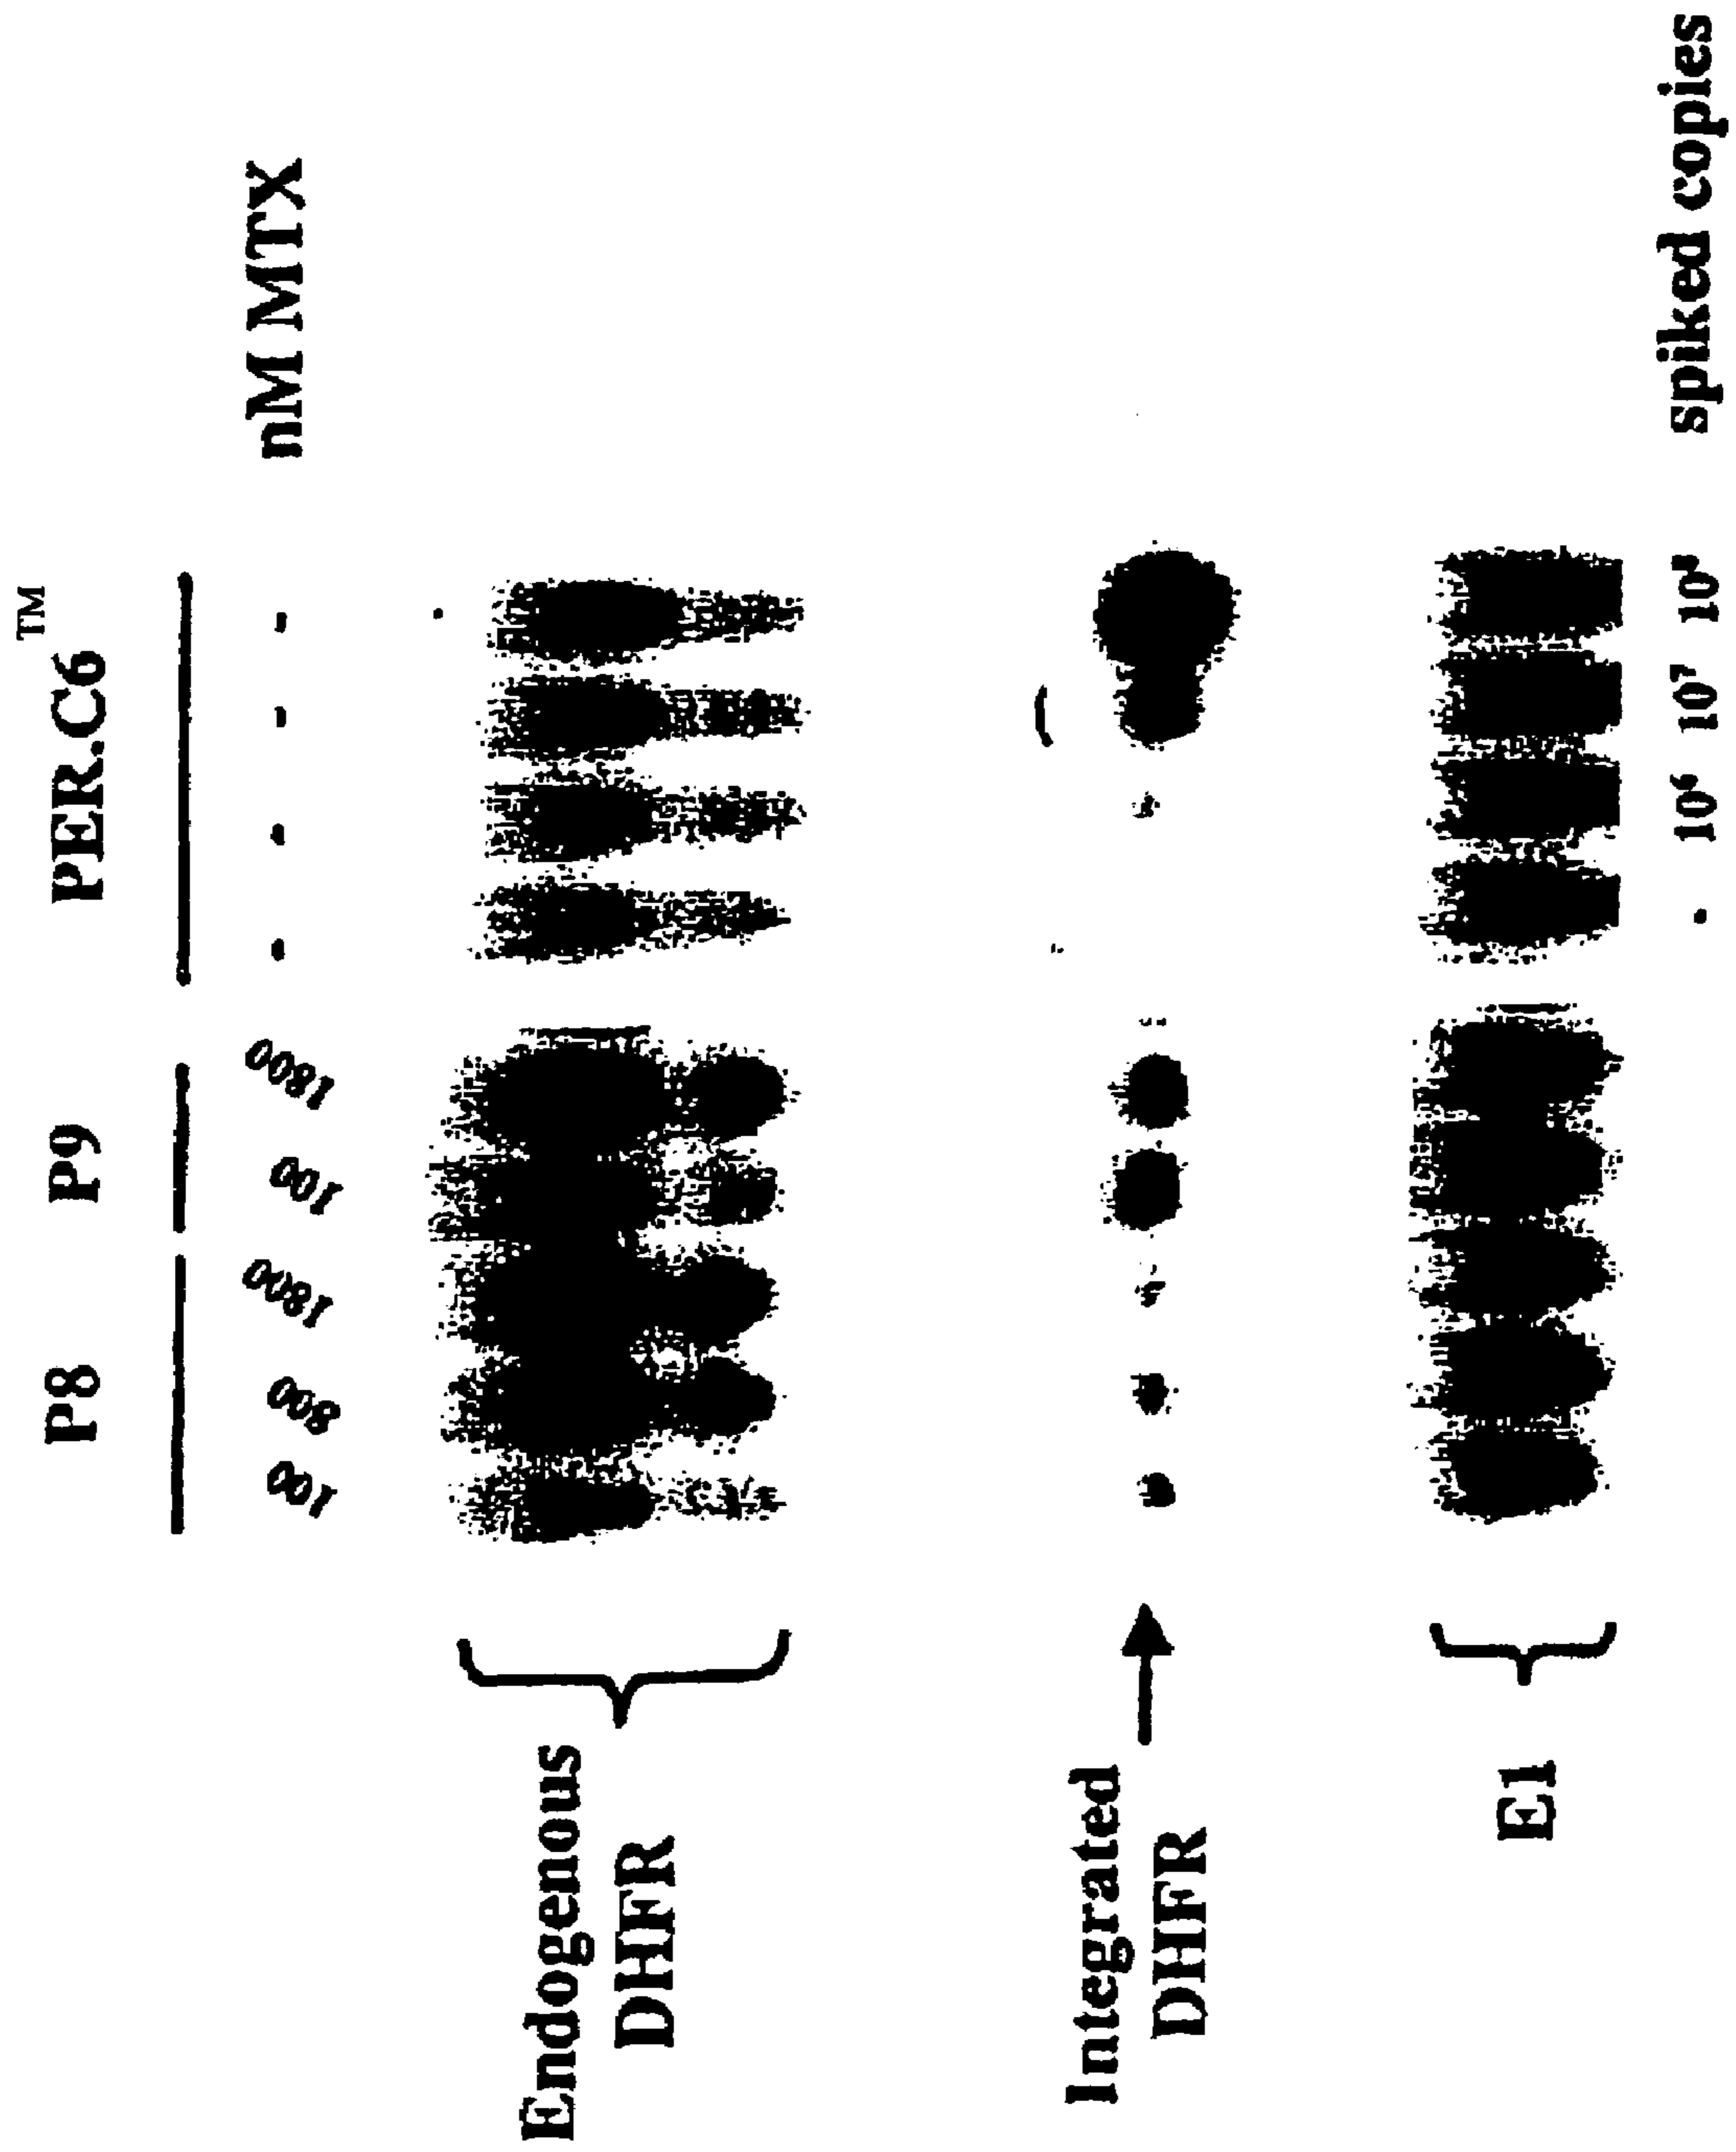 P8 P9 PER.C6™
100 800 1800 100 1800 - - - - nM MTX
Endogenous
DHFR
Integrated
DHFR
E1
- 10⁶ 10⁷ 10⁸ spiked copies